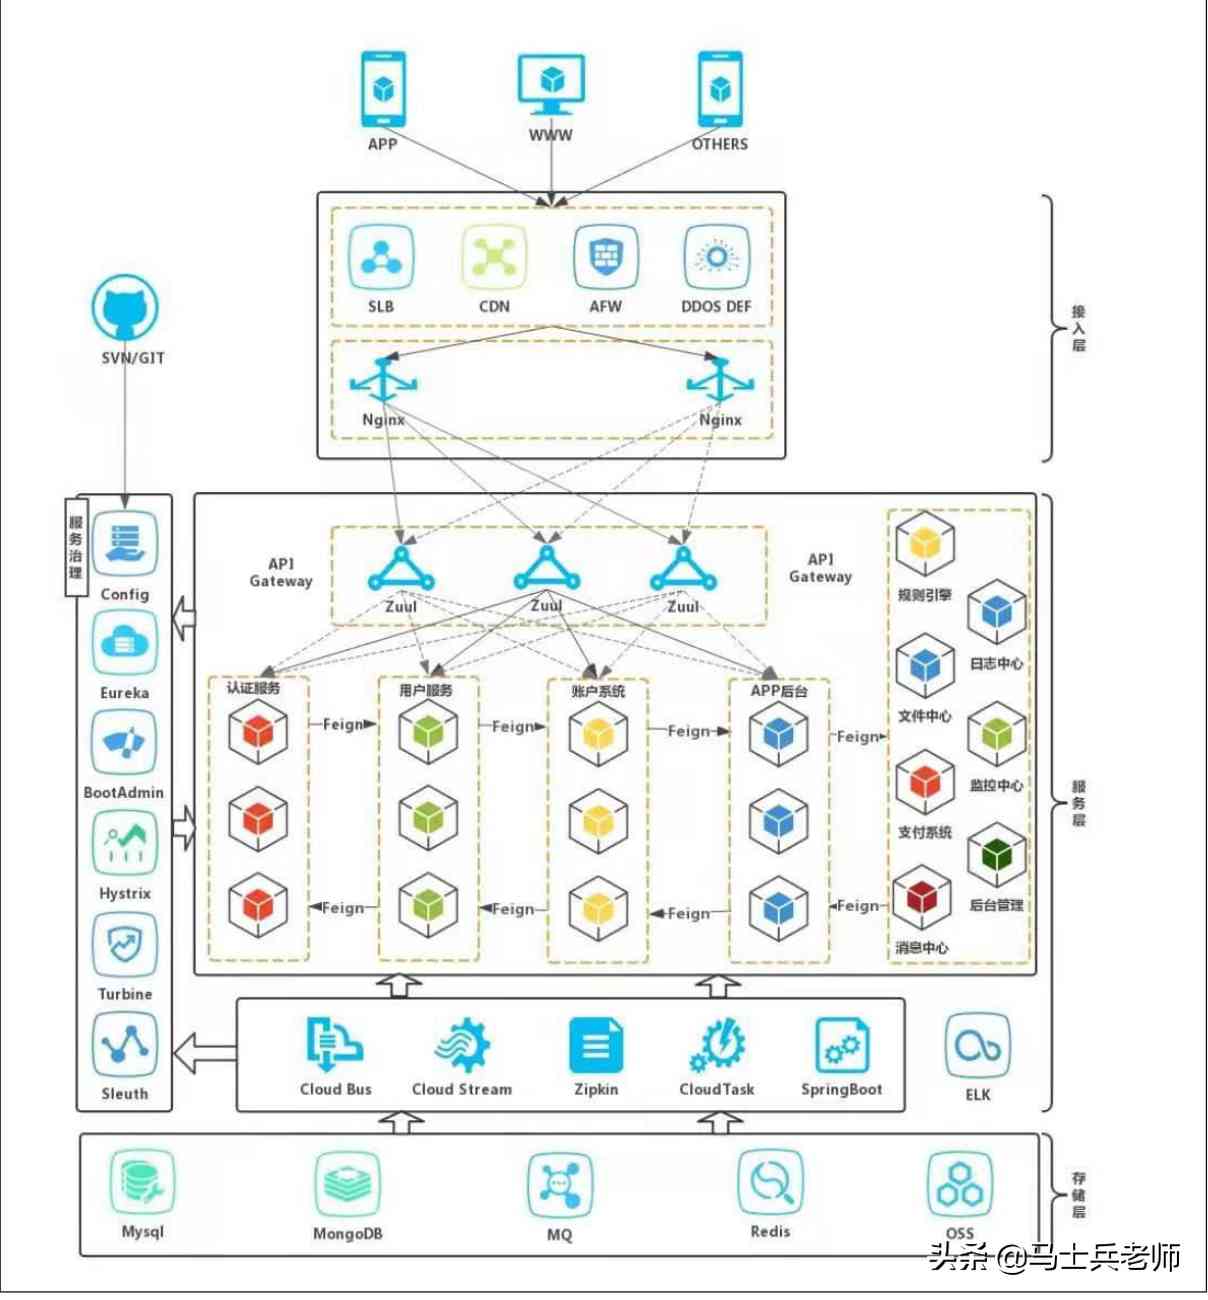 APP
WWW
OTHERS
SLB
CDN
AFW
DDOS DEF
接入层
SVN/GIT
Nginx
Nginx
服务治理
Config
Eureka
BootAdmin
Hystrix
Turbine
Sleuth
API
Gateway
Zuul
Zuul
Zuul
API
Gateway
认证服务
用户服务
账户系统
APP后台
Feign
Feign
Feign
Feign
Feign
Feign
Feign
Feign
规则引擎
日志中心
文件中心
监控中心
支付系统
后台管理
消息中心
服务层
Cloud Bus
Cloud Stream
Zipkin
CloudTask
SpringBoot
ELK
Mysql
MongoDB
MQ
Redis
OSS
存储层
头条 @马士兵老师